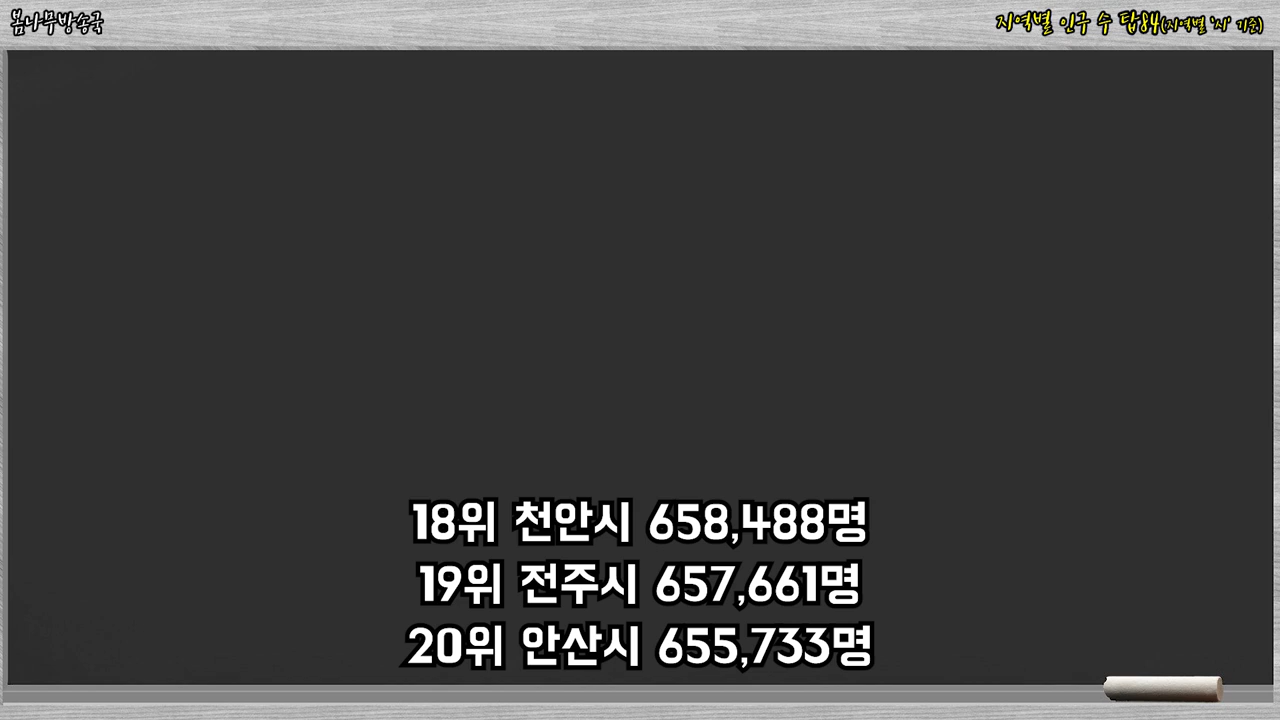 봄나무방송국
지역별 인구 수 탑84(지역별 '시' 기준)
18위 천안시 658,488명
19위 전주시 657,661명
20위 안산시 655,733명